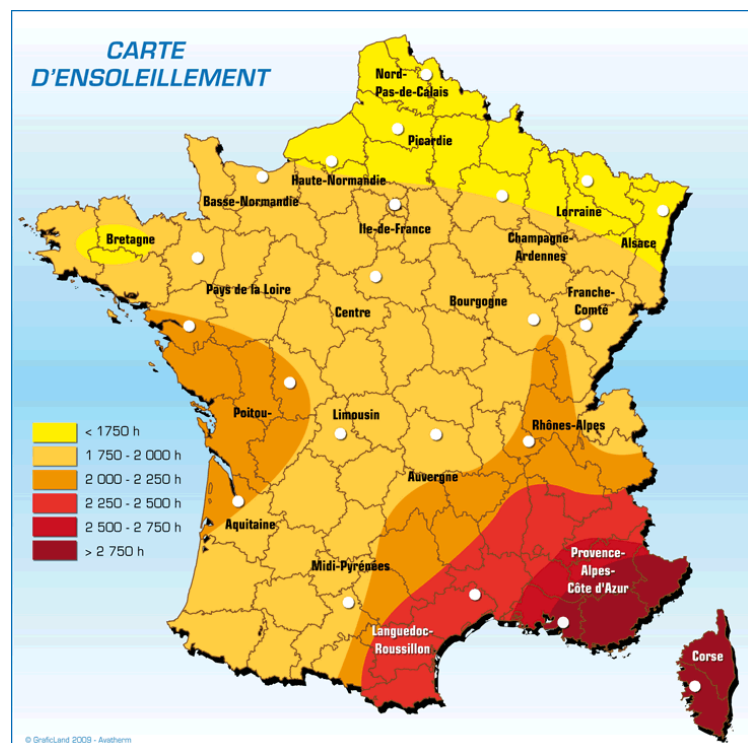 CARTE
D'ENSOLEILLEMENT
Nord-
Pas-de-Calais
Picardie
Haute-Normandie
Basse-Normandie
Ile-de-France
Lorraine
Champagne-
Ardennes
Alsace
Bretagne
Pays de la Loire
Centre
Bourgogne
Franche-
Comté
Poitou-
Limousin
Rhônes-Alpes
Auvergne
Aquitaine
Midi-Pyrénées
Provence-
Alpes-
Côte d'Azur
Languedoc-
Roussillon
Corse
< 1750 h
1 750 - 2 000 h
2 000 - 2 250 h
2 250 - 2 500 h
2 500 - 2 750 h
> 2 750 h
© GraficLand 2009 - Avatherm